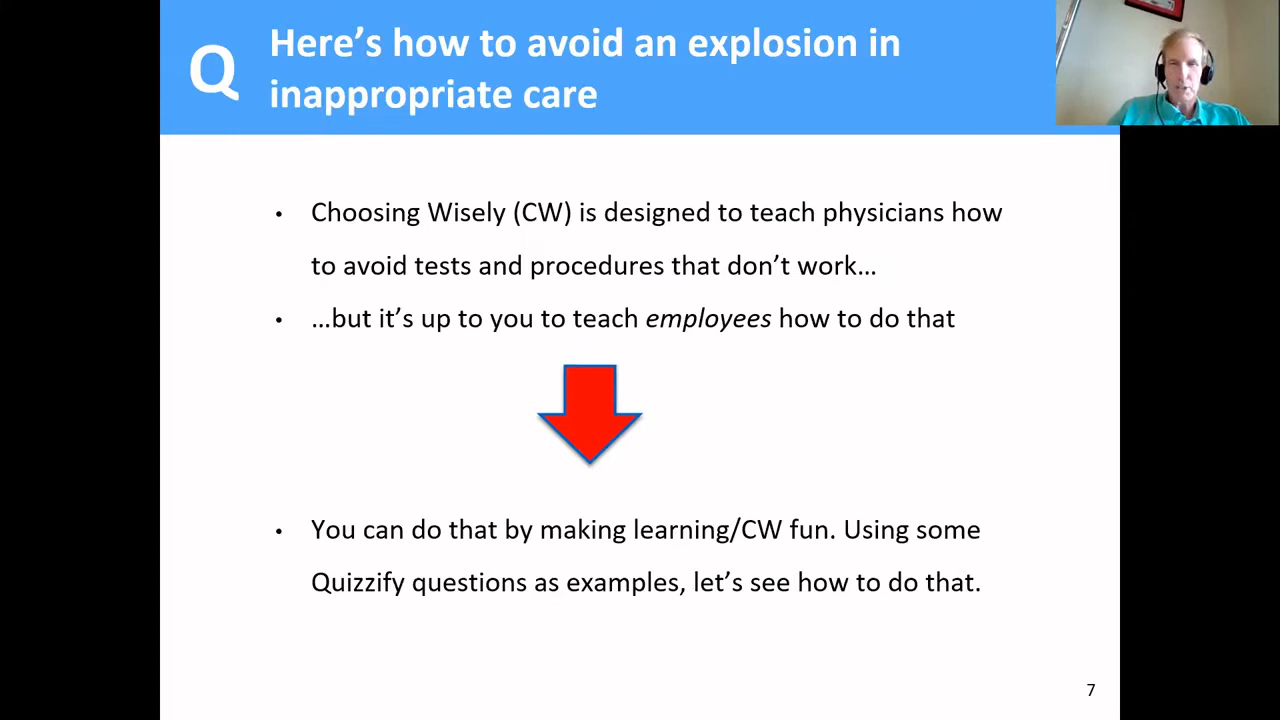 Q
Here's how to avoid an explosion in
inappropriate care
• Choosing Wisely (CW) is designed to teach physicians how
to avoid tests and procedures that don't work…
• …but it's up to you to teach employees how to do that
• You can do that by making learning/CW fun. Using some
Quizzify questions as examples, let's see how to do that.
7